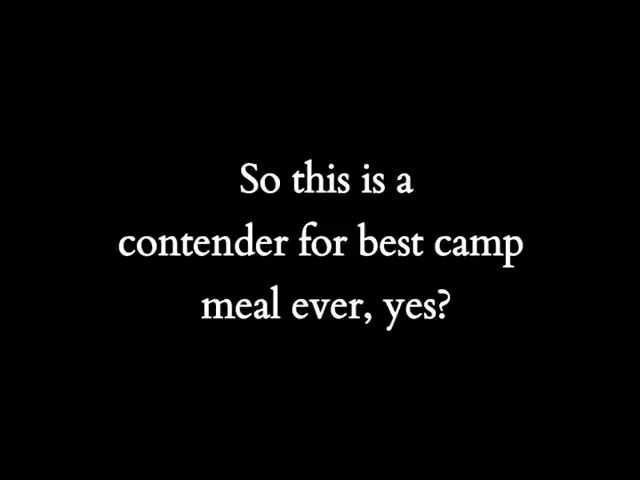 So this is a
contender for best camp
meal ever, yes?